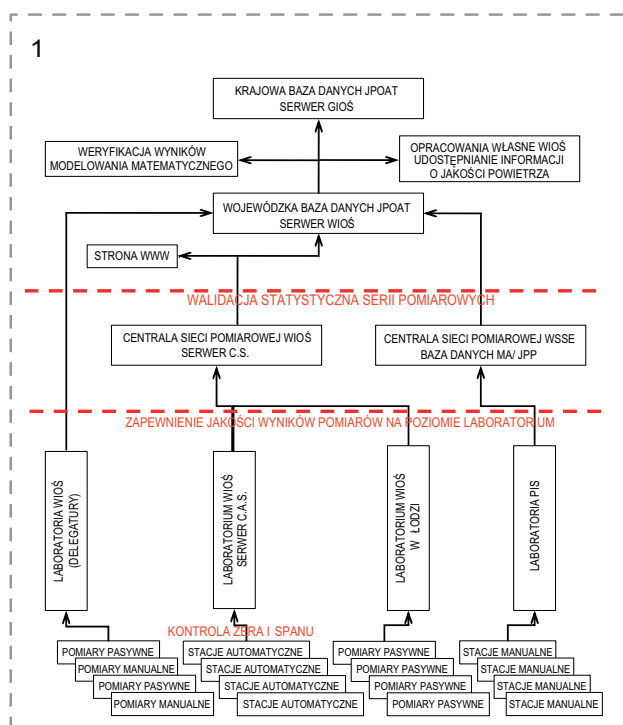 1
KRAJOWA BAZA DANYCH JPOAT
SERWER GIOŚ
WERYFIKACJA WYNIKÓW
MODELOWANIA MATEMATYCZNEGO
OPRACOWANIA WŁASNE WIOŚ
UDOSTĘPNIANIE INFORMACJI
O JAKOŚCI POWIETRZA
WOJEWÓDZKA BAZA DANYCH JPOAT
SERWER WIOŚ
STRONA WWW
WALIDACJA STATYSTYCZNA SERII POMIAROWYCH
CENTRALA SIECI POMIAROWEJ WIOŚ
SERWER C.S.
CENTRALA SIECI POMIAROWEJ WSSE
BAZA DANYCH MA/ JPP
ZAPEWNIENIE JAKOŚCI WYNIKÓW POMIARÓW NA POZIOMIE LABORATORIUM
LABORATORIA WIOŚ
(DELEGATURY)
LABORATORIUM WIOŚ
SERWER C.A.S.
LABORATORIUM WIOŚ
W ŁODZI
LABORATORIA PIS
KONTROLA ZERA I SPANU
POMIARY PASYWNE
POMIARY MANUALNE
POMIARY PASYWNE
POMIARY MANUALNE
STACJE AUTOMATYCZNE
STACJE AUTOMATYCZNE
STACJE AUTOMATYCZNE
STACJE AUTOMATYCZNE
POMIARY PASYWNE
POMIARY PASYWNE
POMIARY PASYWNE
POMIARY PASYWNE
STACJE MANUALNE
STACJE MANUALNE
STACJE MANUALNE
STACJE MANUALNE